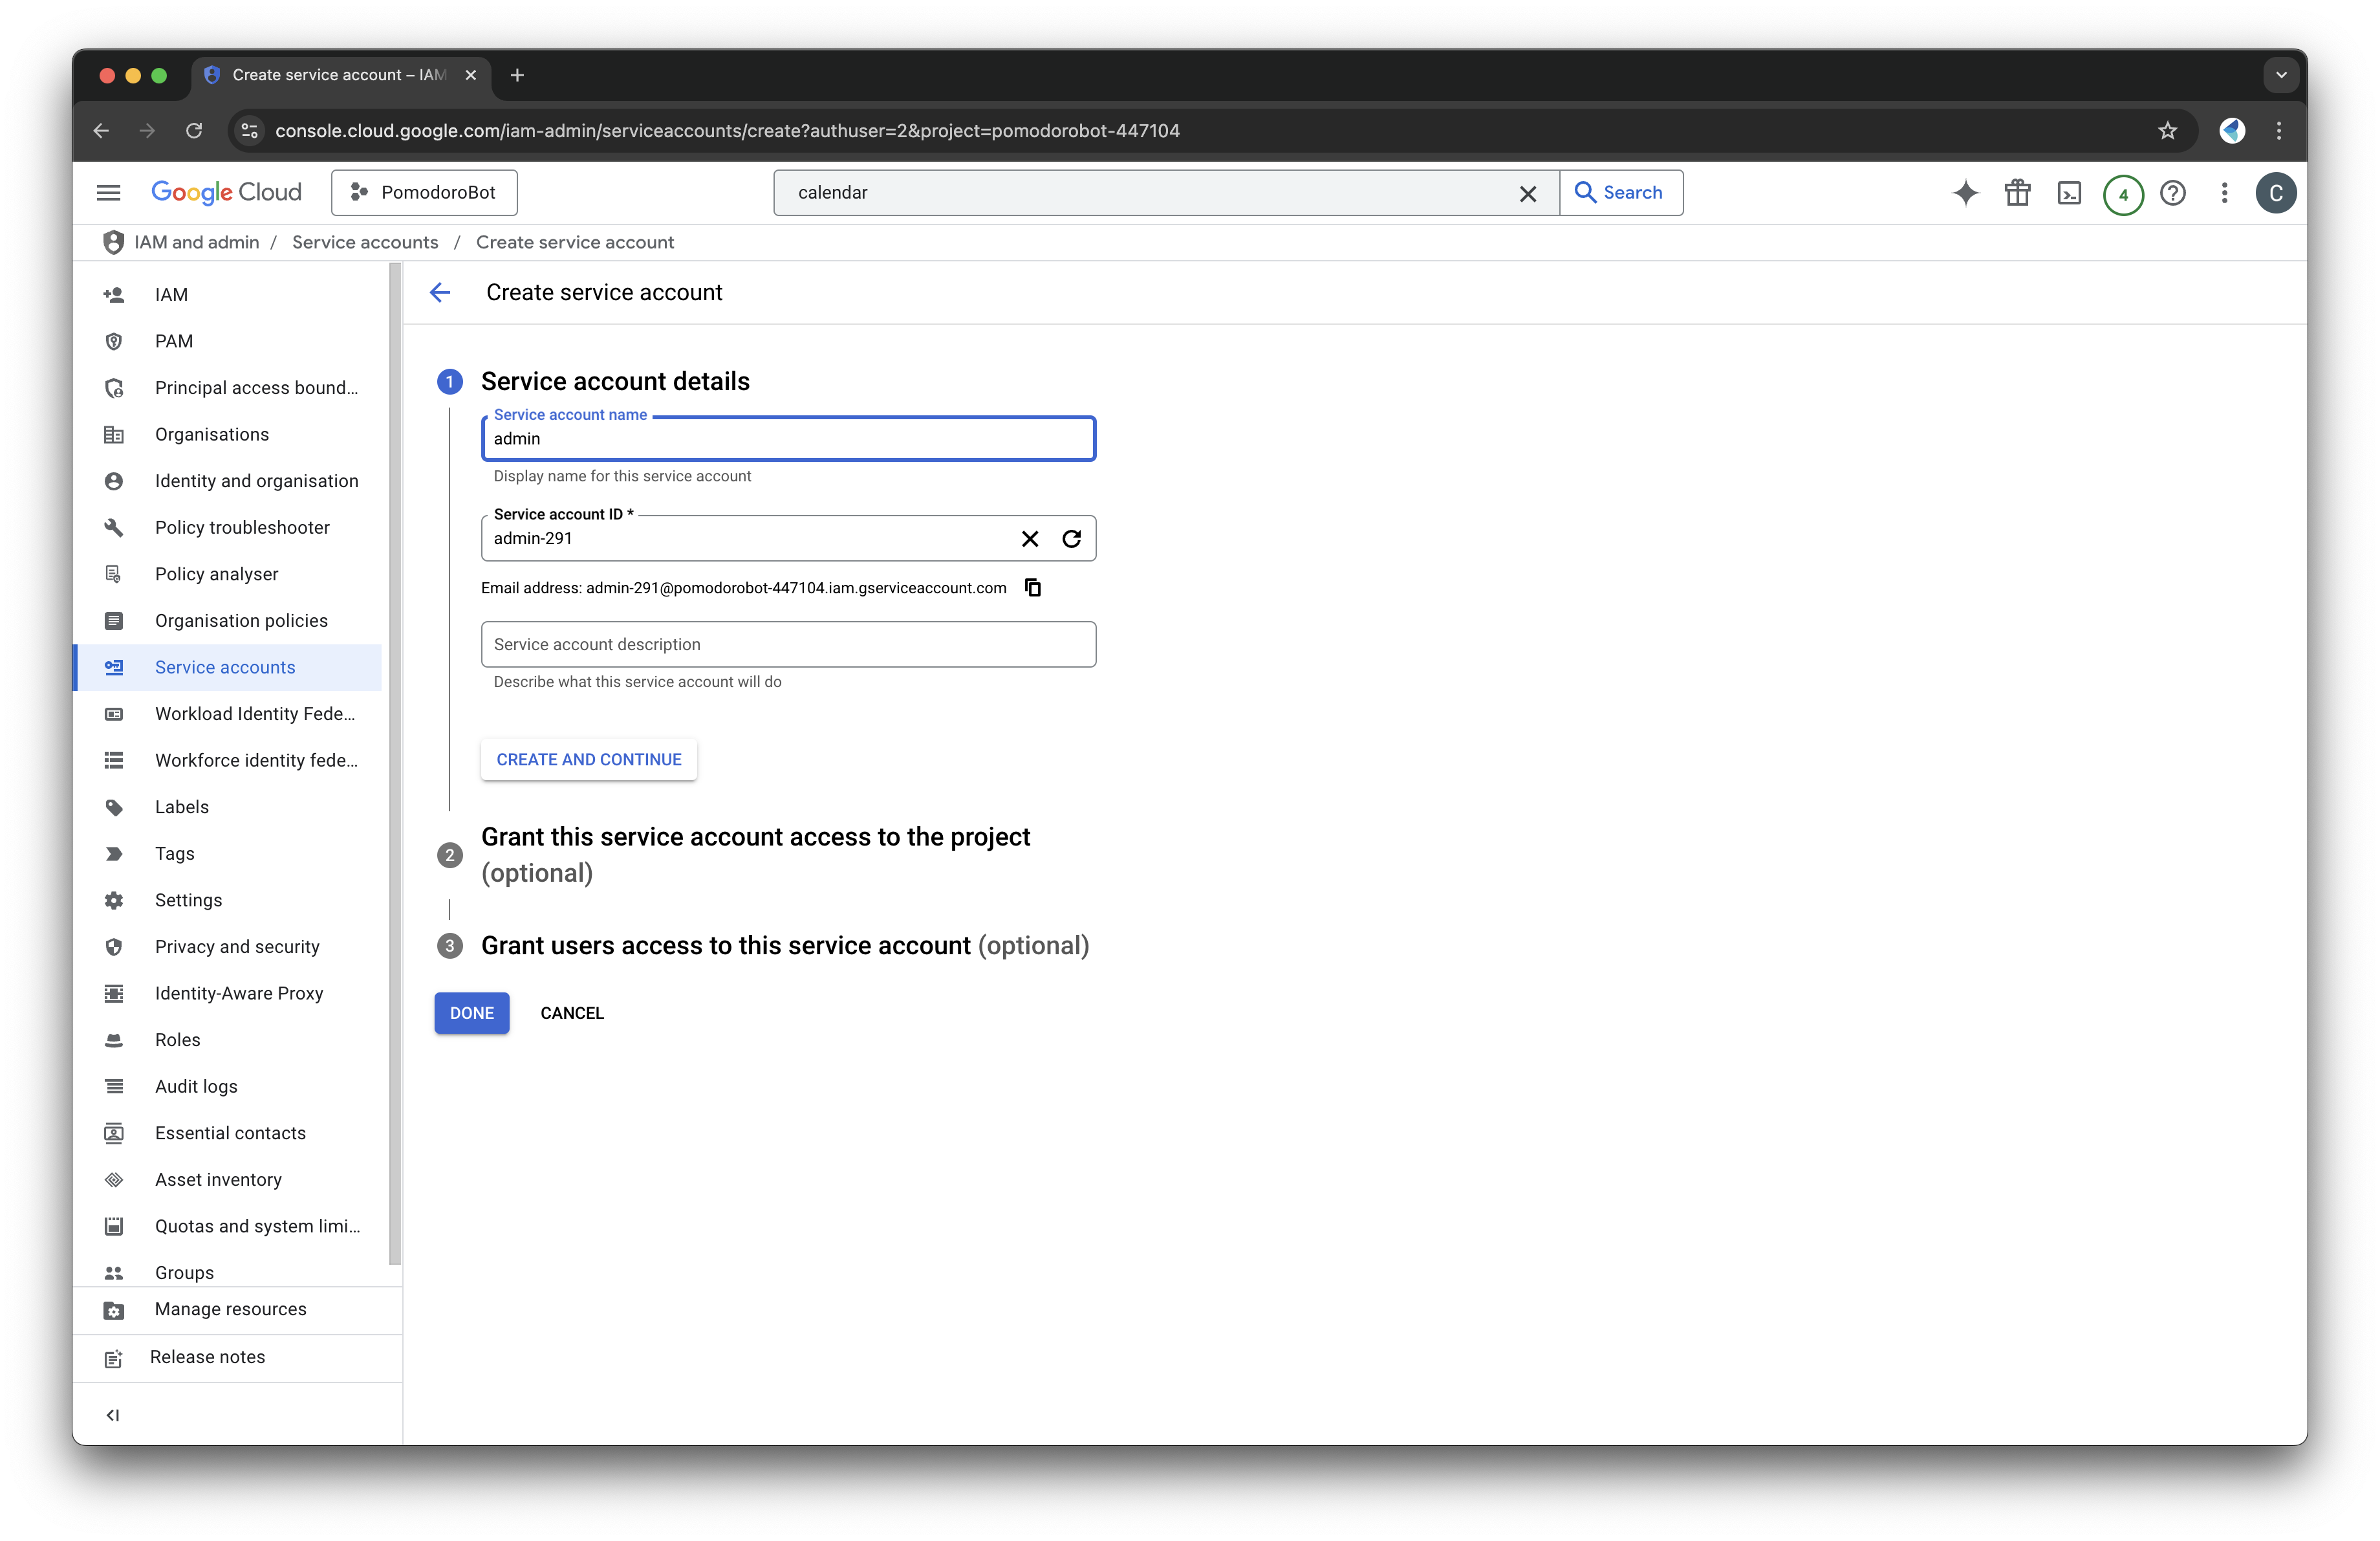 Create service account – IAM
console.cloud.google.com/iam-admin/serviceaccounts/create?authuser=2&project=pomodorobot-447104
Google Cloud
PomodoroBot
calendar
Search
4
C
IAM and admin / Service accounts / Create service account
IAM
PAM
Principal access bound...
Organisations
Identity and organisation
Policy troubleshooter
Policy analyser
Organisation policies
Service accounts
Workload Identity Fede...
Workforce identity fede...
Labels
Tags
Settings
Privacy and security
Identity-Aware Proxy
Roles
Audit logs
Essential contacts
Asset inventory
Quotas and system limi...
Groups
Manage resources
Release notes
Create service account
1 Service account details
Service account name
admin
Display name for this service account
Service account ID *
admin-291
Email address: admin-291@pomodorobot-447104.iam.gserviceaccount.com
Service account description
Describe what this service account will do
CREATE AND CONTINUE
2 Grant this service account access to the project
(optional)
3 Grant users access to this service account (optional)
DONE
CANCEL